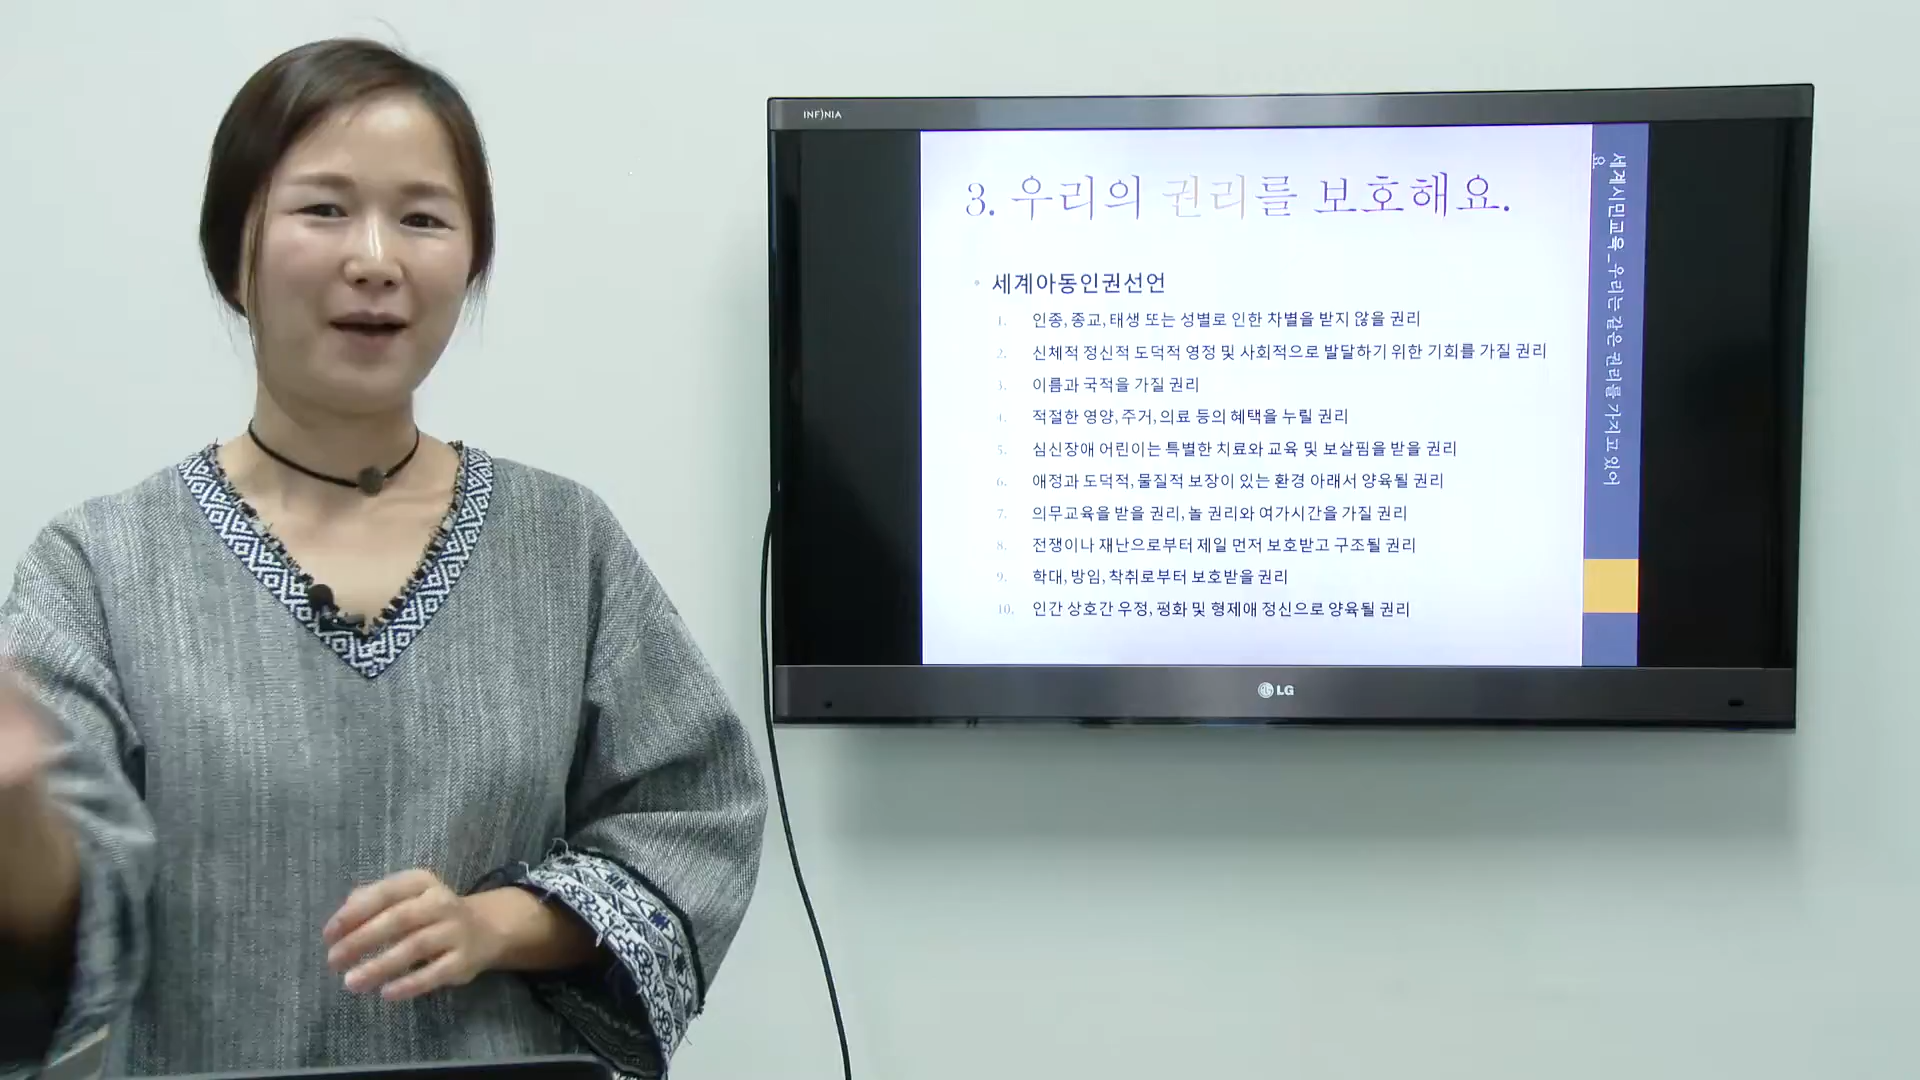 INFINIA
3. 우리의 권리를 보호해요.
세계아동인권선언
1. 인종, 종교, 태생 또는 성별로 인한 차별을 받지 않을 권리
2. 신체적 정신적 도덕적 영정 및 사회적으로 발달하기 위한 기회를 가질 권리
3. 이름과 국적을 가질 권리
4. 적절한 영양, 주거, 의료 등의 혜택을 누릴 권리
5. 심신장애 어린이는 특별한 치료와 교육 및 보살핌을 받을 권리
6. 애정과 도덕적, 물질적 보장이 있는 환경 아래서 양육될 권리
7. 의무교육을 받을 권리, 놀 권리와 여가시간을 가질 권리
8. 전쟁이나 재난으로부터 제일 먼저 보호받고 구조될 권리
9. 학대, 방임, 착취로부터 보호받을 권리
10. 인간 상호간 우정, 평화 및 형제애 정신으로 양육될 권리
세계시민교육_우리는 같은 권리를 가지고 있어
요
LG